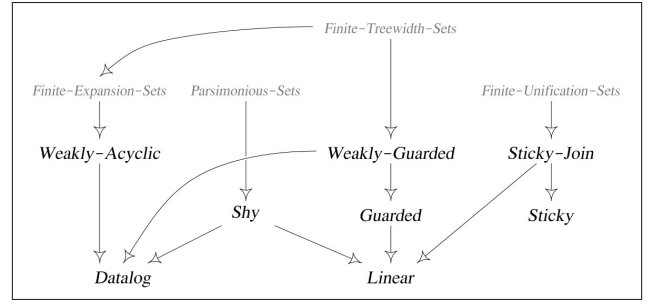 Finite-Treewidth-Sets
Finite-Expansion-Sets Parsimonious-Sets Finite-Unification-Sets
Weakly-Acyclic Weakly-Guarded Sticky-Join
Shy Guarded Sticky
Datalog Linear